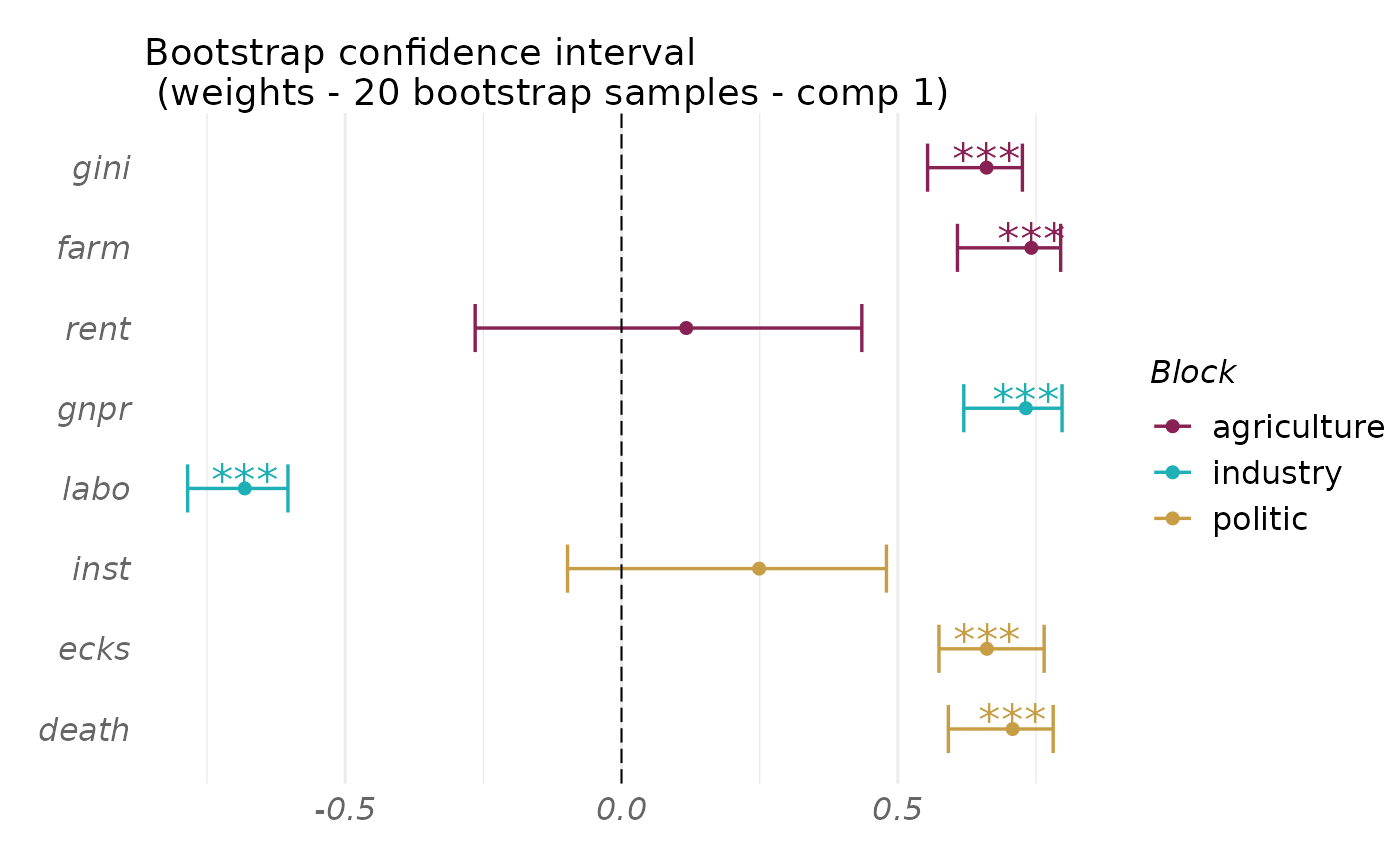 Bootstrap confidence interval
(weights - 20 bootstrap samples - comp 1)
gini
***
farm
***
rent
gnpr
***
labo
***
inst
ecks
***
death
***
-0.5
0.0
0.5
Block
agriculture
industry
politic